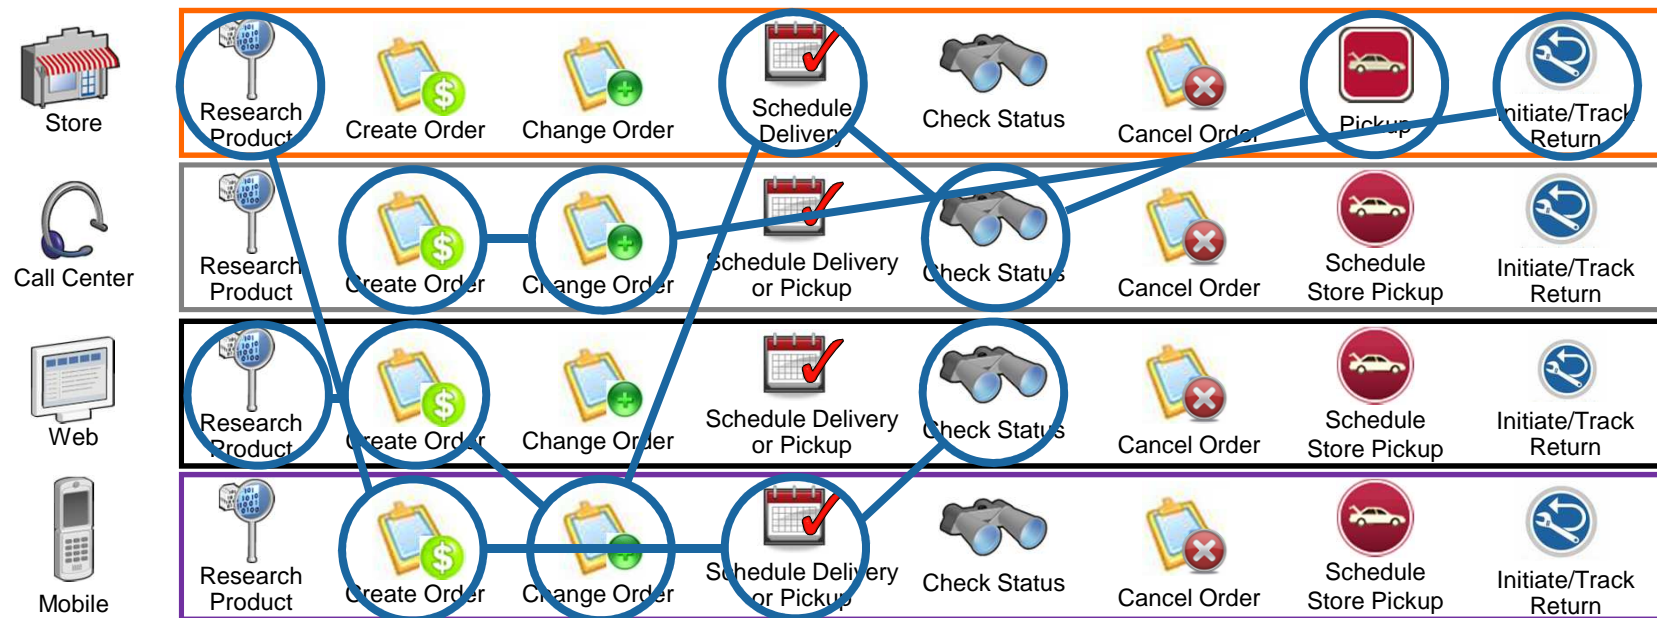 Store
Research
Product
Create Order
Change Order
Schedule
Delivery
Check Status
Cancel Order
Pickup
Initiate/Track
Return
Call Center
Research
Product
Create Order
Change Order
Schedule Delivery
or Pickup
Check Status
Cancel Order
Schedule
Store Pickup
Initiate/Track
Return
Web
Research
Product
Create Order
Change Order
Schedule Delivery
or Pickup
Check Status
Cancel Order
Schedule
Store Pickup
Initiate/Track
Return
Mobile
Research
Product
Create Order
Change Order
Schedule Delivery
or Pickup
Check Status
Cancel Order
Schedule
Store Pickup
Initiate/Track
Return